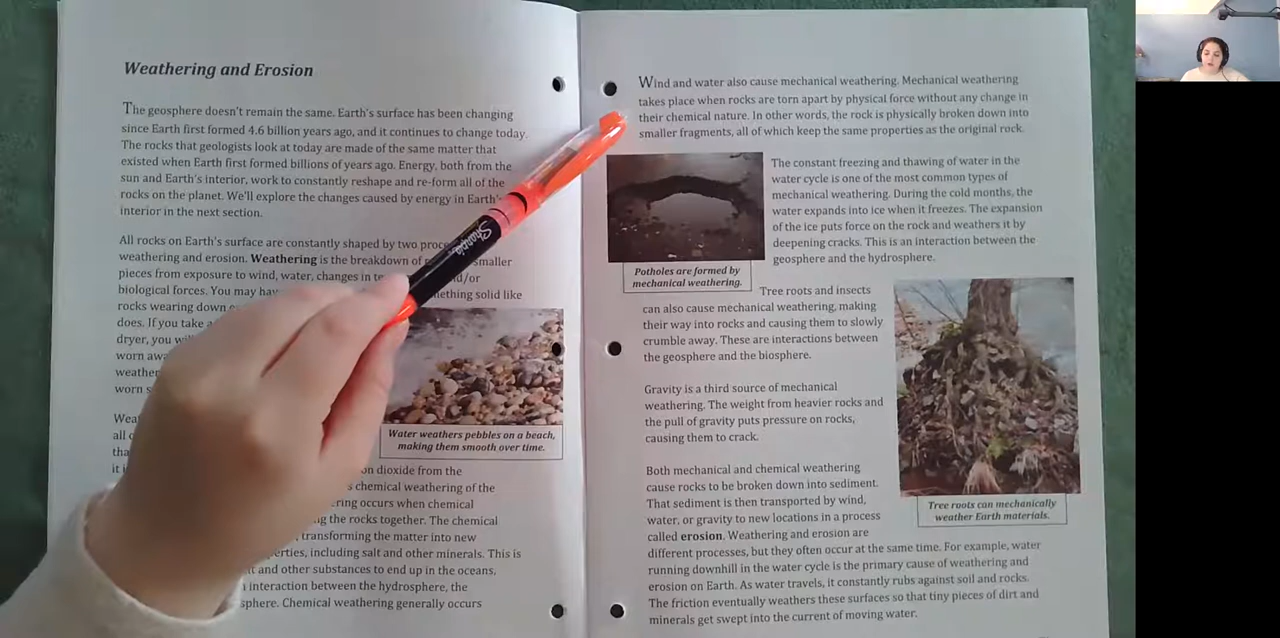 Weathering and Erosion
The geosphere doesn't remain the same. Earth's surface has been changing
since Earth first formed 4.6 billion years ago, and it continues to change today.
The rocks that geologists look at today are made of the same matter that
existed when Earth first formed billions of years ago. Energy, both from the
sun and Earth's interior, work to constantly reshape and re-form all of the
rocks on the planet. We'll explore the changes caused by energy in Earth's
interior in the next section.
All rocks on Earth's surface are constantly shaped by two
weathering and erosion. Weathering is the breakdown of smaller
pieces from exposure to wind, water, changes in
biological forces. You may
rocks wearing down something solid like
does. If you take
dryer, you
worn
worn
Water weathers pebbles on a beach,
making them smooth over time.
all
dioxide from the
chemical weathering of the
occurs when chemical
the rocks together. The chemical
transforming the matter into new
including salt and other minerals. This is
and other substances to end up in the oceans,
interaction between the hydrosphere, the
Chemical weathering generally occurs
Wind and water also cause mechanical weathering. Mechanical weathering
takes place when rocks are torn apart by physical force without any change in
their chemical nature. In other words, the rock is physically broken down into
smaller fragments, all of which keep the same properties as the original rock.
The constant freezing and thawing of water in the
water cycle is one of the most common types of
mechanical weathering. During the cold months, the
water expands into ice when it freezes. The expansion
of the ice puts force on the rock and weathers it by
deepening cracks. This is an interaction between the
geosphere and the hydrosphere.
Potholes are formed by
mechanical weathering.
Tree roots and insects
can also cause mechanical weathering, making
their way into rocks and causing them to slowly
crumble away. These are interactions between
the geosphere and the biosphere.
Gravity is a third source of mechanical
weathering. The weight from heavier rocks and
the pull of gravity puts pressure on rocks,
causing them to crack.
Both mechanical and chemical weathering
cause rocks to be broken down into sediment.
That sediment is then transported by wind,
water, or gravity to new locations in a process
called erosion. Weathering and erosion are
different processes, but they often occur at the same time. For example, water
running downhill in the water cycle is the primary cause of weathering and
erosion on Earth. As water travels, it constantly rubs against soil and rocks.
The friction eventually weathers these surfaces so that tiny pieces of dirt and
minerals get swept into the current of moving water.
Tree roots can mechanically
weather Earth materials.
Sharpie